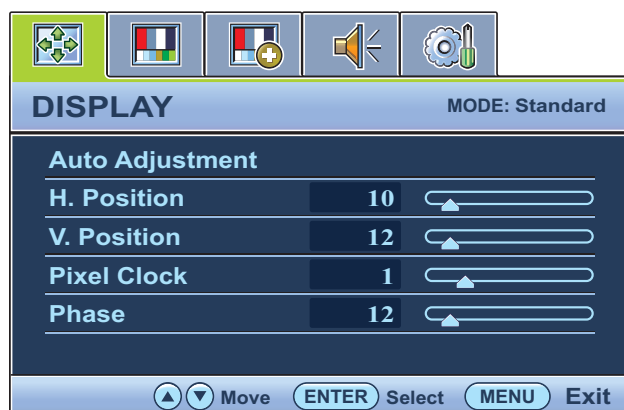 DISPLAY MODE: Standard
Auto Adjustment
H. Position 10
V. Position 12
Pixel Clock 1
Phase 12
Move ENTER Select MENU Exit